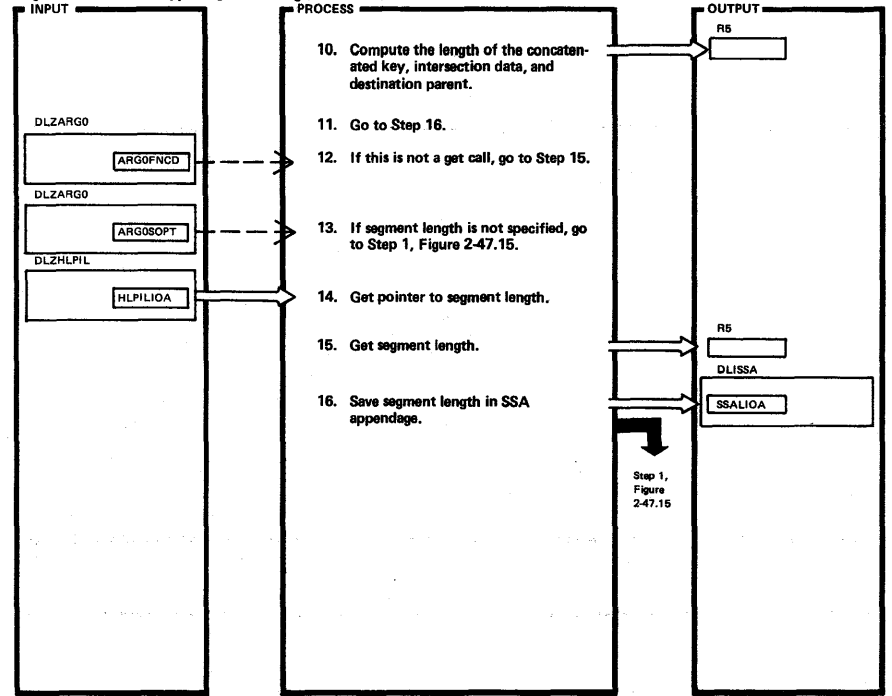 INPUT
PROCESS
OUTPUT
R5
10. Compute the length of the concaten-
ated key, intersection data, and
destination parent.
DLZARG0
11. Go to Step 16.
ARG0FNCD
12. If this is not a get call, go to Step 15.
DLZARG0
ARG0SOPT
13. If segment length is not specified, go
to Step 1, Figure 2-47.15.
DLZHLPIL
HLPILIOA
14. Get pointer to segment length.
R5
15. Get segment length.
DLISSA
16. Save segment length in SSA
appendage.
SSALIOA
Step 1,
Figure
2-47.15